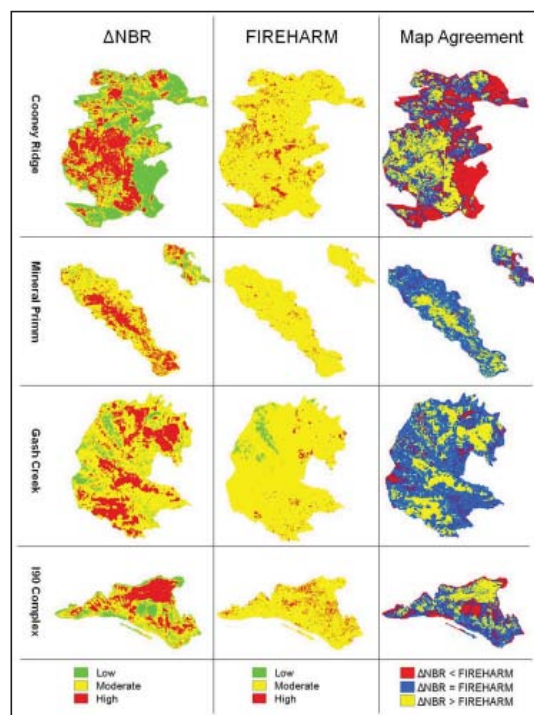 ΔNBR FIREHARM Map Agreement
Cooney Ridge
Mineral Primm
Gash Creek
I90 Complex
Low Low ΔNBR < FIREHARM
Moderate Moderate ΔNBR = FIREHARM
High High ΔNBR > FIREHARM